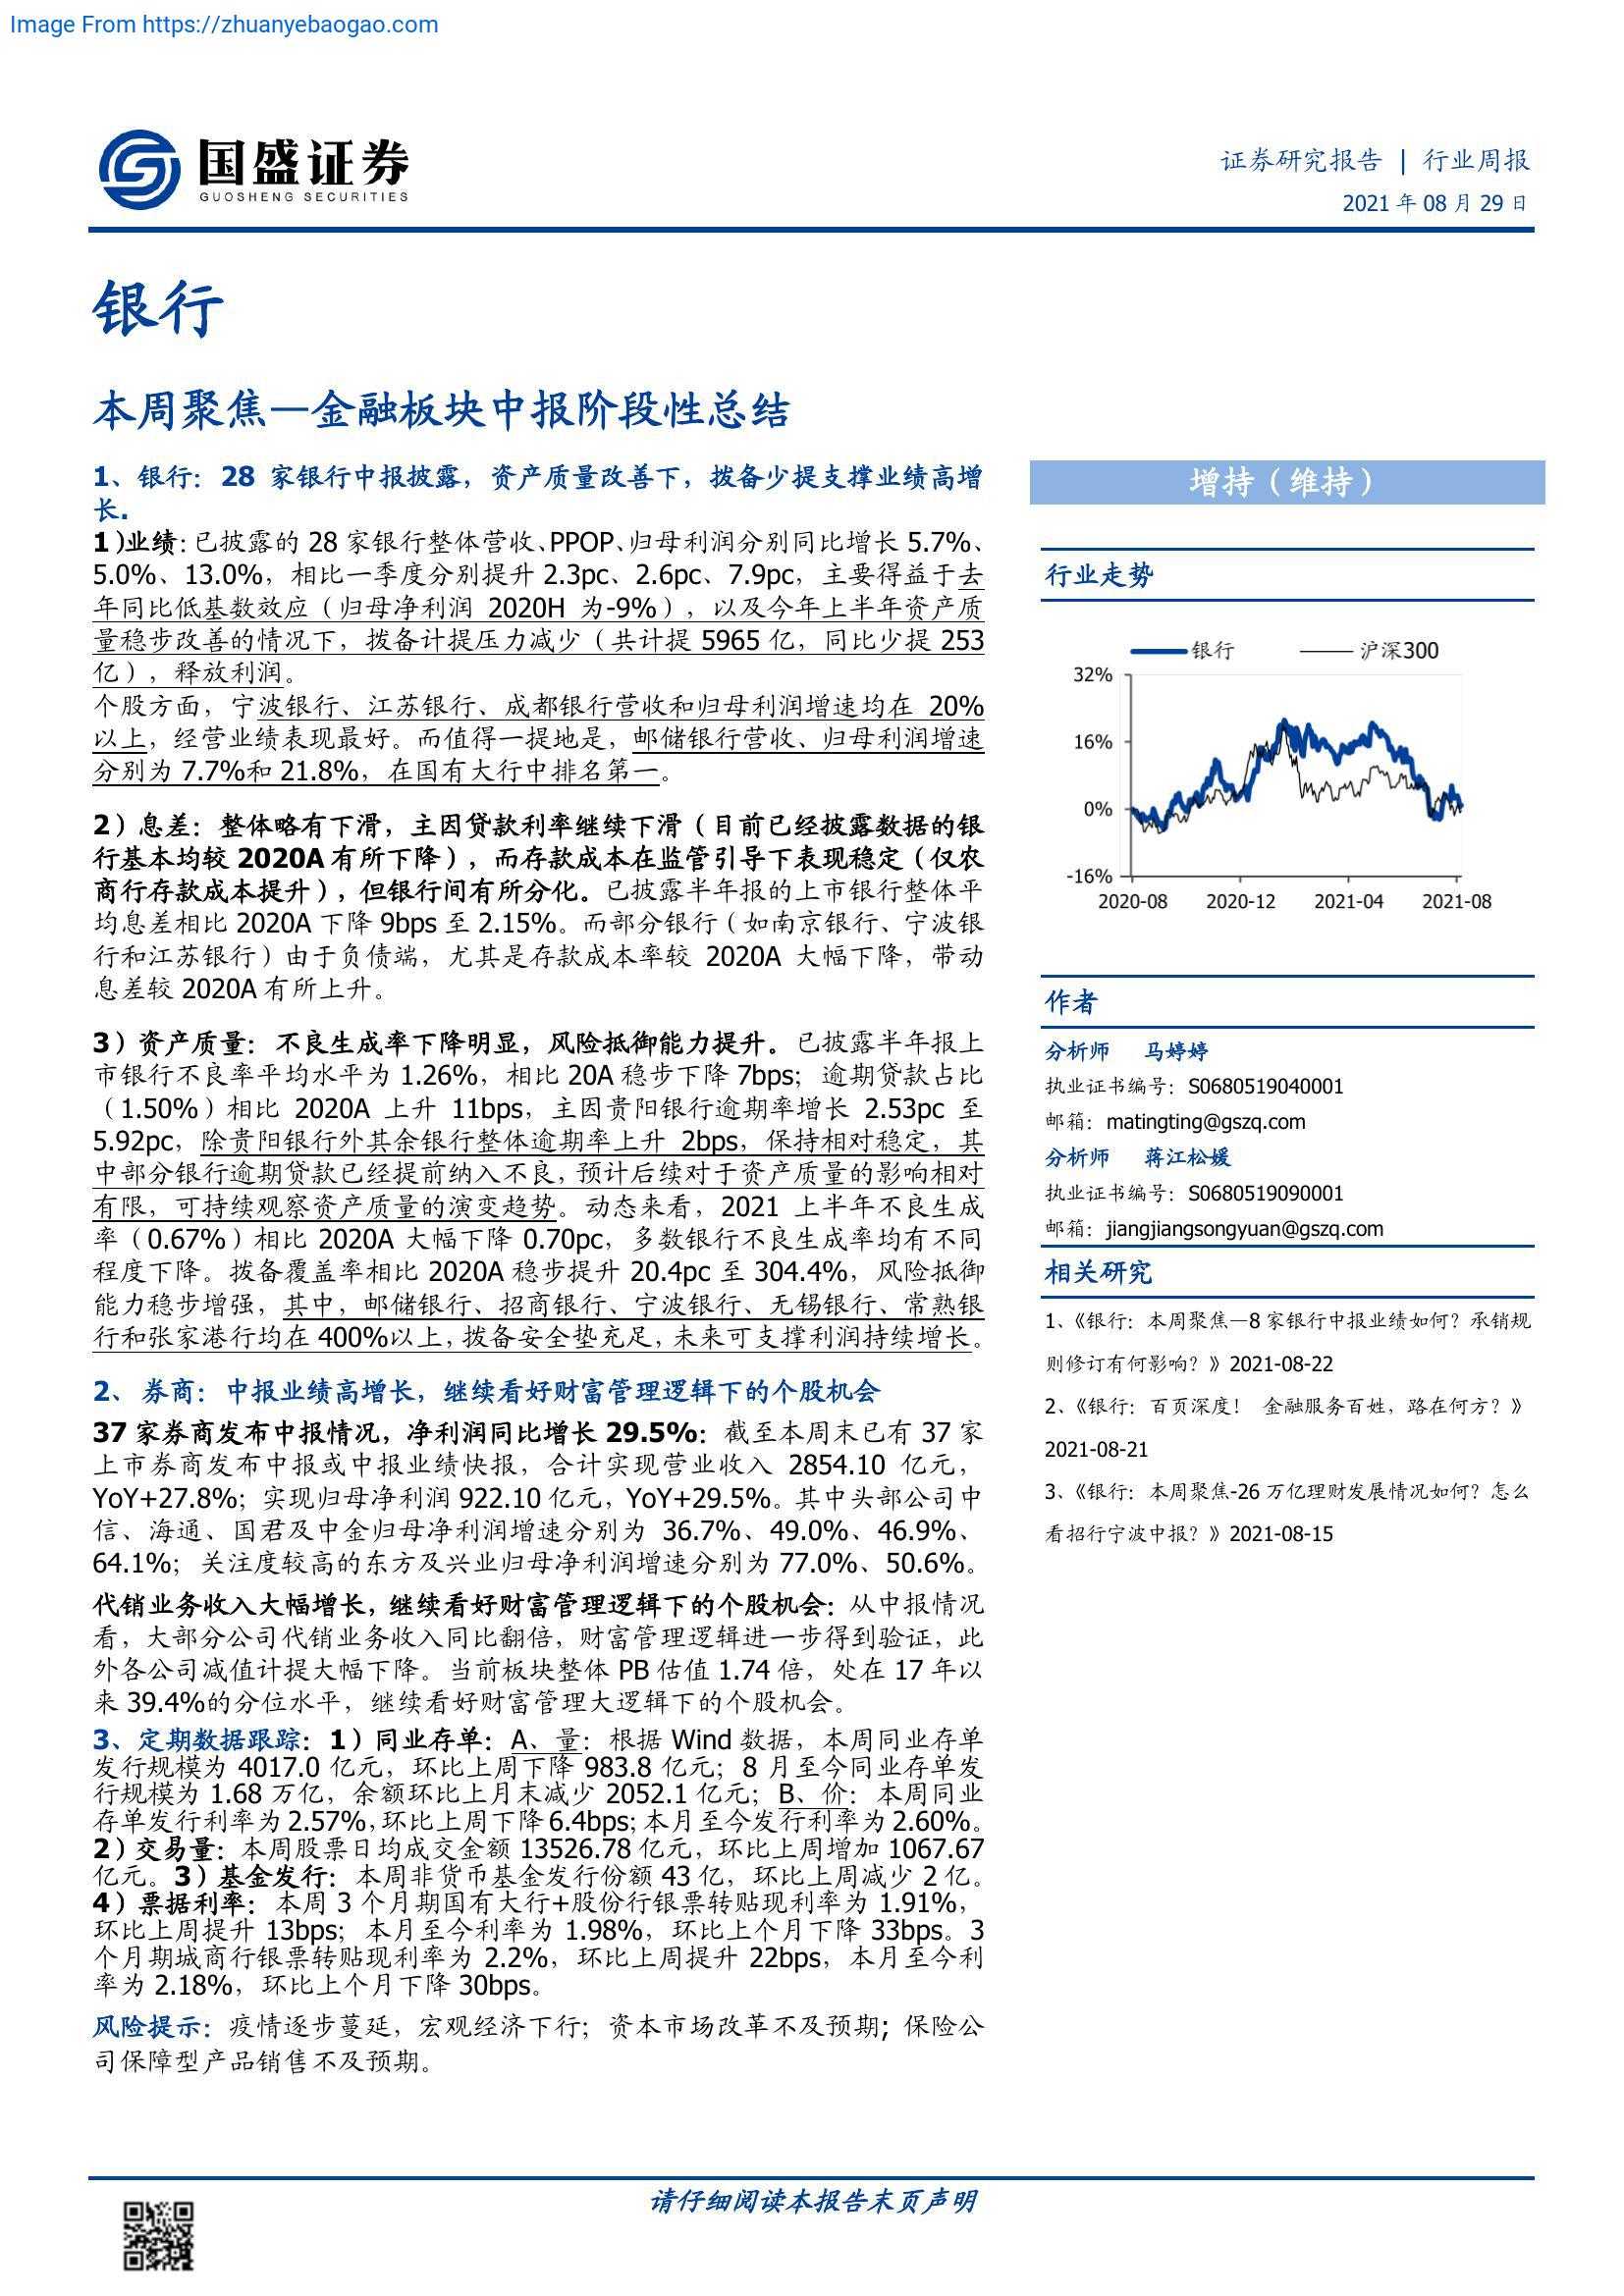 Image From https://zhuanyebaogao.com
国盛证券
GUOSHENG SECURITIES
证券研究报告 | 行业周报
2021 年 08 月 29 日
银行
本周聚焦—金融板块中报阶段性总结
1、银行：28 家银行中报披露，资产质量改善下，拨备少提支撑业绩高增
长.
1)业绩：已披露的 28 家银行整体营收、PPOP、归母利润分别同比增长 5.7%、
5.0%、13.0%，相比一季度分别提升 2.3pc、2.6pc、7.9pc，主要得益于去
年同比低基数效应（归母净利润 2020H 为-9%），以及今年上半年资产质
量稳步改善的情况下，拨备计提压力减少（共计提 5965 亿，同比少提 253
亿），释放利润。
个股方面，宁波银行、江苏银行、成都银行营收和归母利润增速均在 20%
以上，经营业绩表现最好。而值得一提地是，邮储银行营收、归母利润增速
分别为 7.7%和 21.8%，在国有大行中排名第一。
2）息差：整体略有下滑，主因贷款利率继续下滑（目前已经披露数据的银
行基本均较 2020A 有所下降），而存款成本在监管引导下表现稳定（仅农
商行存款成本提升），但银行间有所分化。已披露半年报的上市银行整体平
均息差相比 2020A 下降 9bps 至 2.15%。而部分银行（如南京银行、宁波银
行和江苏银行）由于负债端，尤其是存款成本率较 2020A 大幅下降，带动
息差较 2020A 有所上升。
3）资产质量：不良生成率下降明显，风险抵御能力提升。已披露半年报上
市银行不良率平均水平为 1.26%，相比 20A 稳步下降 7bps；逾期贷款占比
（1.50%）相比 2020A 上升 11bps，主因贵阳银行逾期率增长 2.53pc 至
5.92pc，除贵阳银行外其余银行整体逾期率上升 2bps，保持相对稳定，其
中部分银行逾期贷款已经提前纳入不良，预计后续对于资产质量的影响相对
有限，可持续观察资产质量的演变趋势。动态来看，2021 上半年不良生成
率（0.67%）相比 2020A 大幅下降 0.70pc，多数银行不良生成率均有不同
程度下降。拨备覆盖率相比 2020A 稳步提升 20.4pc 至 304.4%，风险抵御
能力稳步增强，其中，邮储银行、招商银行、宁波银行、无锡银行、常熟银
行和张家港行均在 400%以上，拨备安全垫充足，未来可支撑利润持续增长。
2、券商：中报业绩高增长，继续看好财富管理逻辑下的个股机会
37 家券商发布中报情况，净利润同比增长 29.5%：截至本周末已有 37 家
上市券商发布中报或中报业绩快报，合计实现营业收入 2854.10 亿元，
YoY+27.8%；实现归母净利润 922.10 亿元，YoY+29.5%。其中头部公司中
信、海通、国君及中金归母净利润增速分别为 36.7%、49.0%、46.9%、
64.1%；关注度较高的东方及兴业归母净利润增速分别为 77.0%、50.6%。
代销业务收入大幅增长，继续看好财富管理逻辑下的个股机会：从中报情况
看，大部分公司代销业务收入同比翻倍，财富管理逻辑进一步得到验证，此
外各公司减值计提大幅下降。当前板块整体 PB 估值 1.74 倍，处在 17 年以
来 39.4%的分位水平，继续看好财富管理大逻辑下的个股机会。
3、定期数据跟踪：1）同业存单：A、量：根据 Wind 数据，本周同业存单
发行规模为 4017.0 亿元，环比上周下降 983.8 亿元；8 月至今同业存单发
行规模为 1.68 万亿，余额环比上月末减少 2052.1 亿元；B、价：本周同业
存单发行利率为 2.57%，环比上周下降 6.4bps；本月至今发行利率为 2.60%。
2）交易量：本周股票日均成交金额 13526.78 亿元，环比上周增加 1067.67
亿元。3）基金发行：本周非货币基金发行份额 43 亿，环比上周减少 2 亿。
4）票据利率：本周 3 个月期国有大行+股份行银票转贴现利率为 1.91%，
环比上周提升 13bps；本月至今利率为 1.98%，环比上个月下降 33bps。3
个月期城商行银票转贴现利率为 2.2%，环比上周提升 22bps，本月至今利
率为 2.18%，环比上个月下降 30bps。
风险提示：疫情逐步蔓延，宏观经济下行；资本市场改革不及预期；保险公
司保障型产品销售不及预期。
增持（维持）
行业走势
银行 沪深300
32%
16%
0%
-16%
2020-08 2020-12 2021-04 2021-08
作者
分析师 马婷婷
执业证书编号：S0680519040001
邮箱：matingting@gszq.com
分析师 蒋江松媛
执业证书编号：S0680519090001
邮箱：jiangjiangsongyuan@gszq.com
相关研究
1、《银行：本周聚焦—8 家银行中报业绩如何？承销规
则修订有何影响？》2021-08-22
2、《银行：百页深度！ 金融服务百姓，路在何方？》
2021-08-21
3、《银行：本周聚焦-26 万亿理财发展情况如何？怎么
看招行宁波中报？》2021-08-15
请仔细阅读本报告末页声明